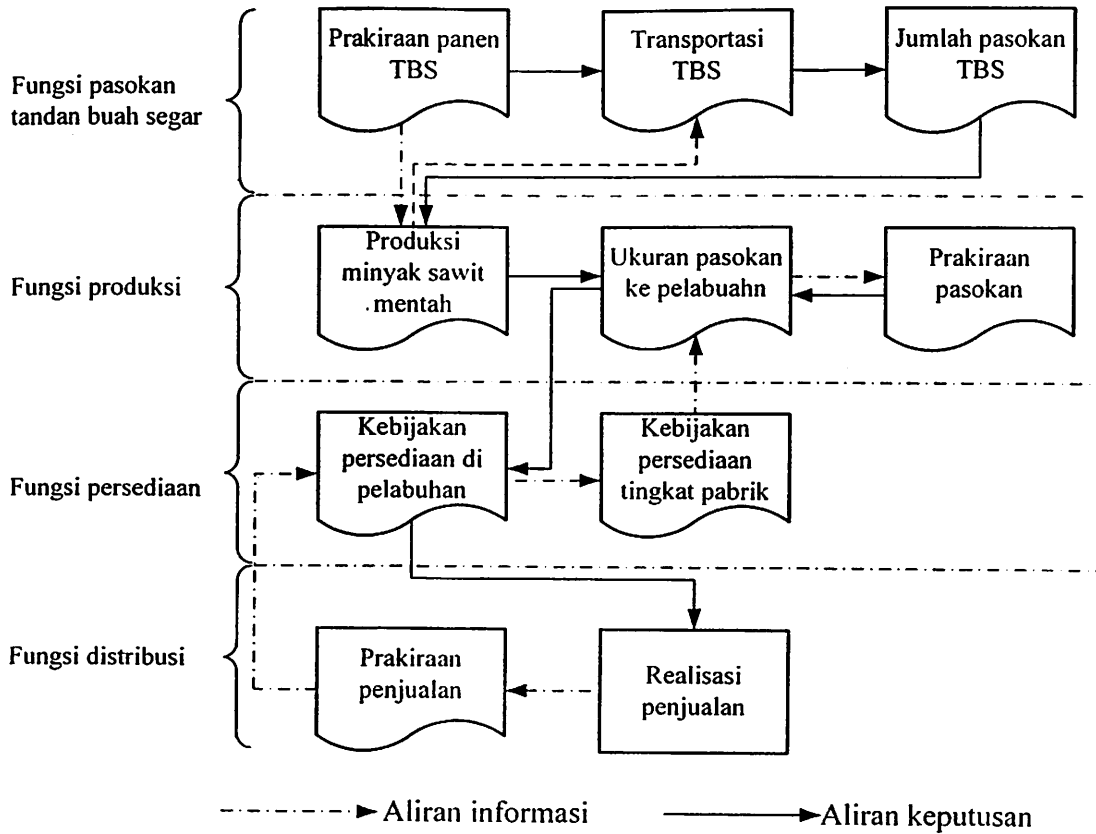 Prakiraan panen
TBS
Transportasi
TBS
Jumlah pasokan
TBS
Fungsi pasokan
tandan buah segar
Produksi
minyak sawit
.mentah
Ukuran pasokan
ke pelabuahn
Prakiraan
pasokan
Fungsi produksi
Kebijakan
persediaan di
pelabuhan
Kebijakan
persediaan
tingkat pabrik
Fungsi persediaan
Prakiraan
penjualan
Realisasi
penjualan
Fungsi distribusi
Aliran informasi
Aliran keputusan